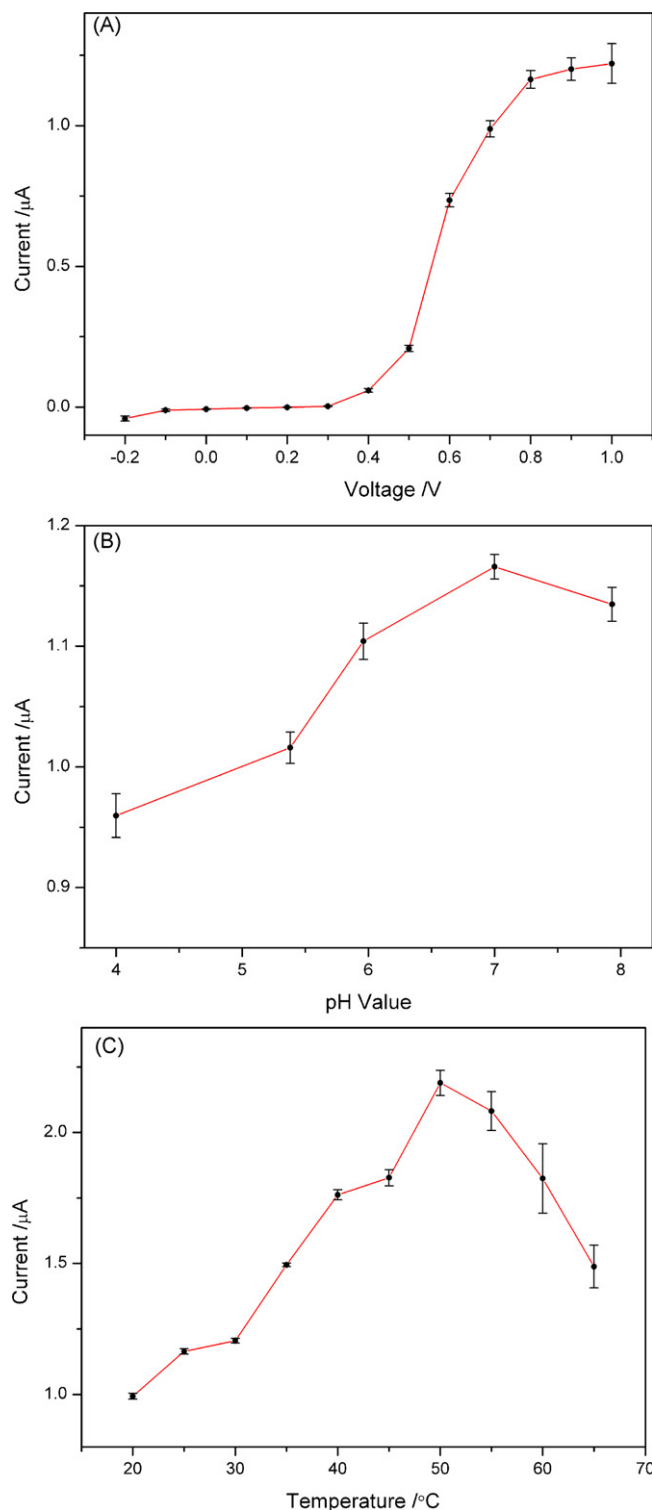 (A)
1.0
0.5
0.0
Current /μA
-0.2 0.0 0.2 0.4 0.6 0.8 1.0
Voltage /V
(B)
1.2
1.1
1.0
0.9
Current /μA
4 5 6 7 8
pH Value
(C)
2.0
1.5
1.0
Current /μA
20 30 40 50 60 70
Temperature /°C